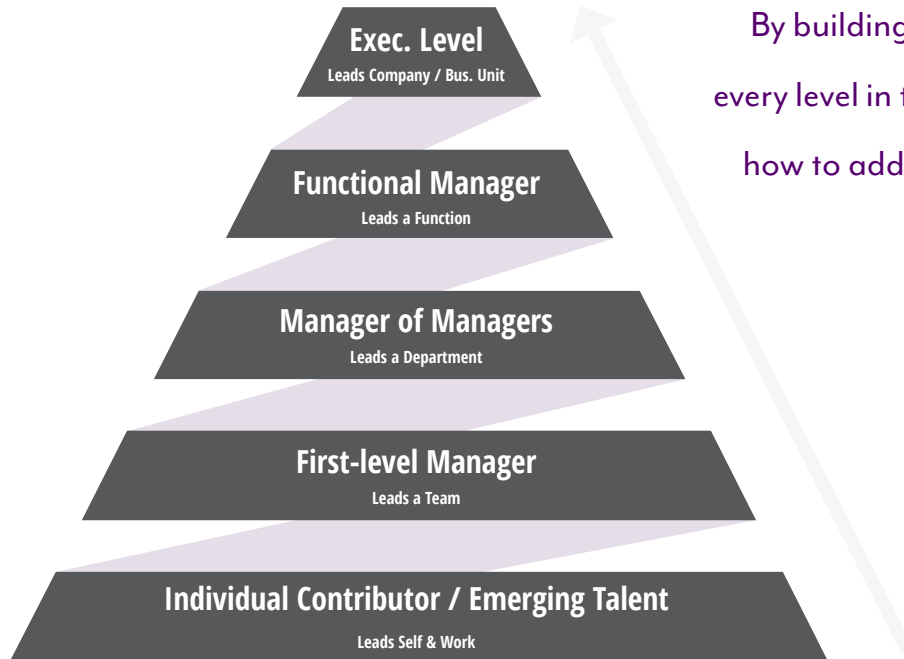 By building
every level in t
how to add
Exec. Level
Leads Company / Bus. Unit
Functional Manager
Leads a Function
Manager of Managers
Leads a Department
First-level Manager
Leads a Team
Individual Contributor / Emerging Talent
Leads Self & Work